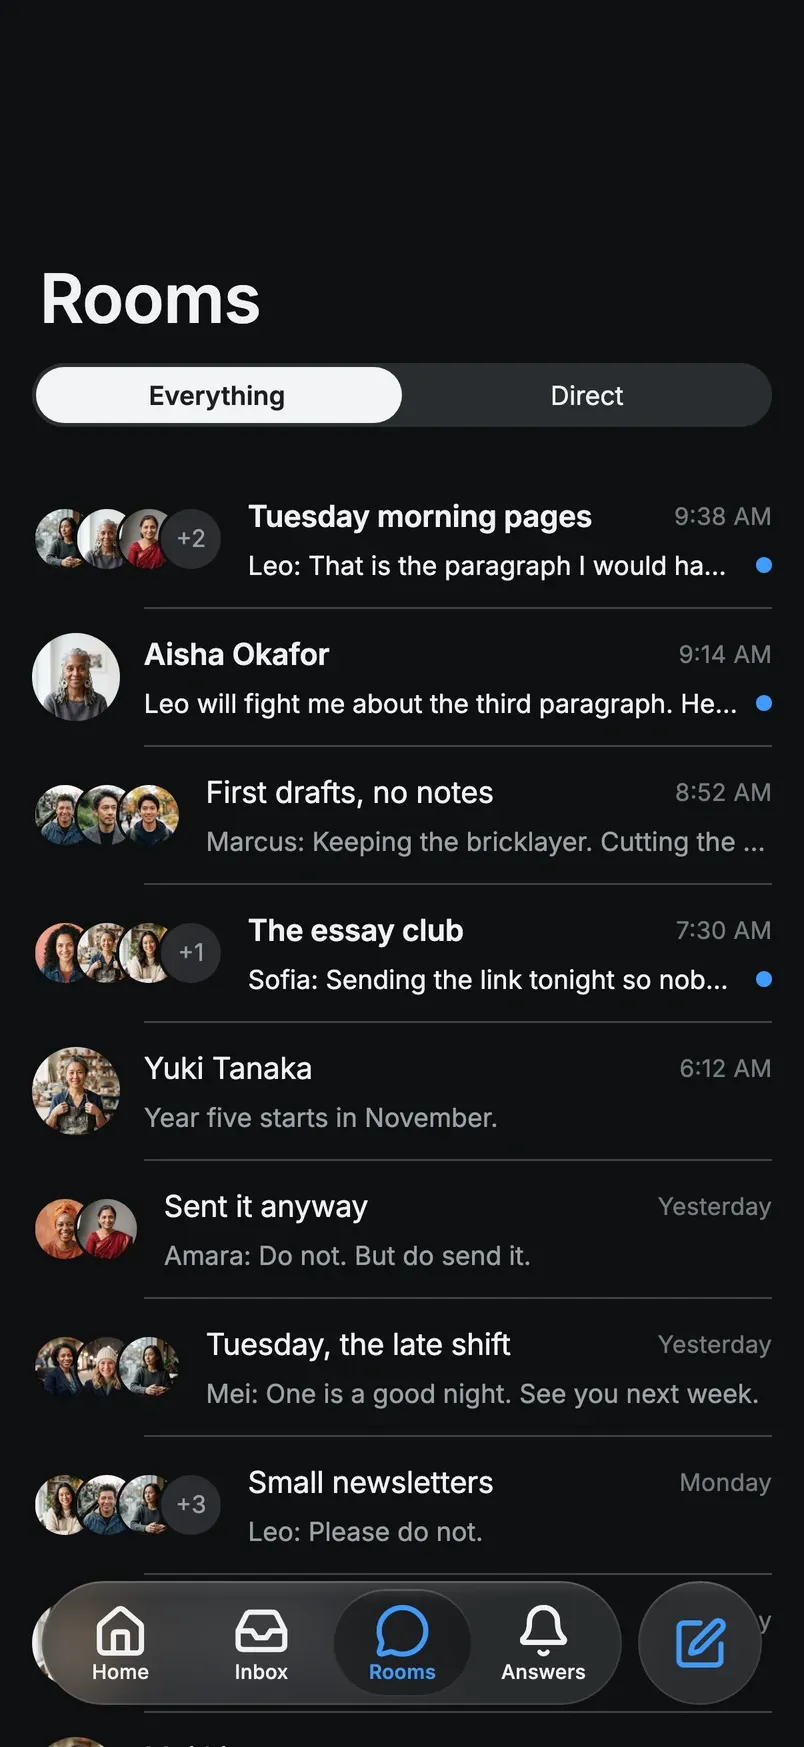 Rooms
Everything
Direct
+2
Tuesday morning pages
9:38 AM
Leo: That is the paragraph I would ha...
Aisha Okafor
9:14 AM
Leo will fight me about the third paragraph. He...
First drafts, no notes
8:52 AM
Marcus: Keeping the bricklayer. Cutting the ...
+1
The essay club
7:30 AM
Sofia: Sending the link tonight so nob...
Yuki Tanaka
6:12 AM
Year five starts in November.
Sent it anyway
Yesterday
Amara: Do not. But do send it.
Tuesday, the late shift
Yesterday
Mei: One is a good night. See you next week.
+3
Small newsletters
Monday
Leo: Please do not.
Home
Inbox
Rooms
Answers